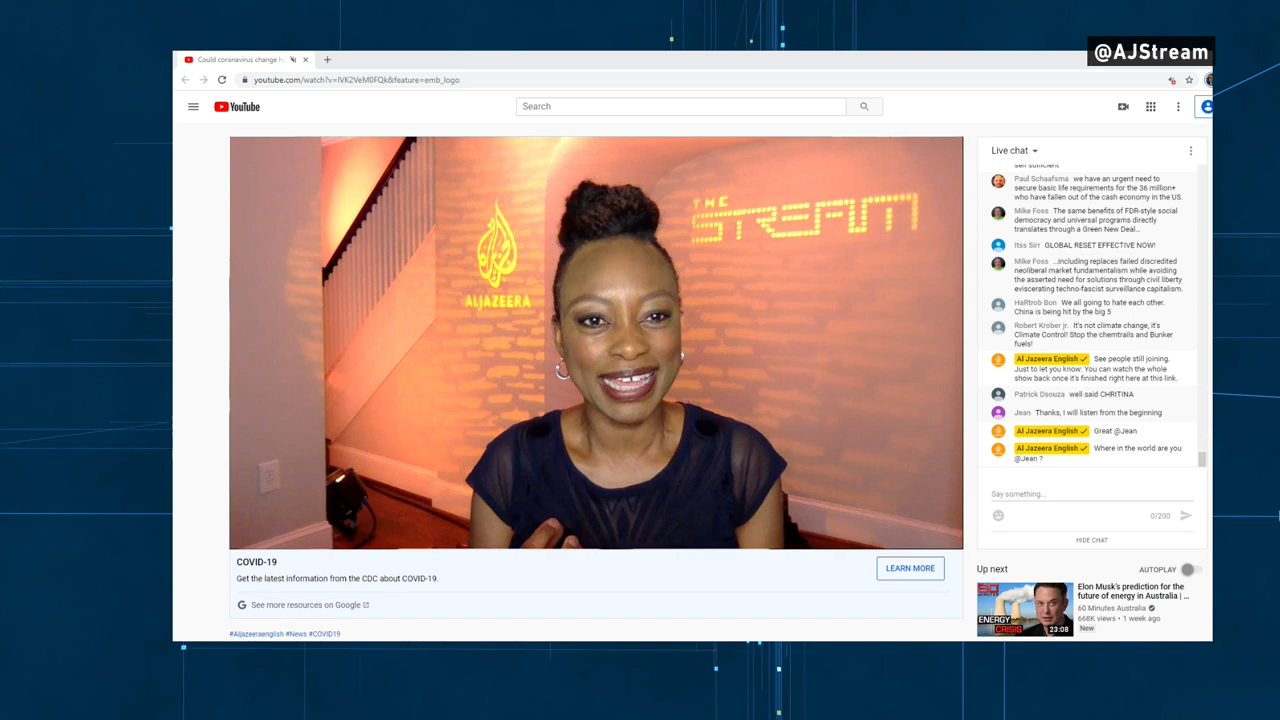 @AJStream
Could coronavirus change h
youtube.com/watch?v=IVK2VeM0FQk&feature=emb_logo
YouTube
Search
THE
STREAM
ALJAZEERA
Live chat
self sufficient
Paul Schaafsma we have an urgent need to
secure basic life requirements for the 36 million+
who have fallen out of the cash economy in the US.
Mike Foss The same benefits of FDR-style social
democracy and universal programs directly
translates through a Green New Deal...
Itss Sirr GLOBAL RESET EFFECTIVE NOW!
Mike Foss ...including replaces failed discredited
neoliberal market fundamentalism while avoiding
the asserted need for solutions through civil liberty
eviscerating techno-fascist surveillance capitalism.
HaRtrob Bon We all going to hate each other.
China is being hit by the big 5
Robert Krober jr. It's not climate change, it's
Climate Control! Stop the chemtrails and Bunker
fuels!
Al Jazeera English See people still joining.
Just to let you know: You can watch the whole
show back once it's finished right here at this link.
Patrick Dsouza well said CHRITINA
Jean Thanks, I will listen from the beginning
Al Jazeera English Great @Jean
Al Jazeera English Where in the world are you
@Jean ?
Say something...
0/200
HIDE CHAT
COVID-19
Get the latest information from the CDC about COVID-19.
LEARN MORE
See more resources on Google
#Aljazeeraenglish #News #COVID19
Up next
AUTOPLAY
60 MINUTES
ENERGY
CRISIS
23:08
Elon Musk's prediction for the
future of energy in Australia | ...
60 Minutes Australia
668K views • 1 week ago
New